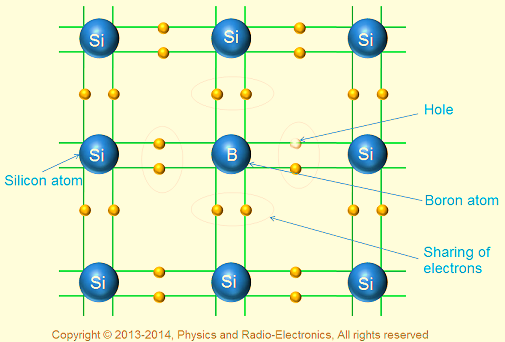 Si Si Si
Hole
Si B Si
Silicon atom
Boron atom
Sharing of
electrons
Si Si Si
Copyright © 2013-2014, Physics and Radio-Electronics, All rights reserved